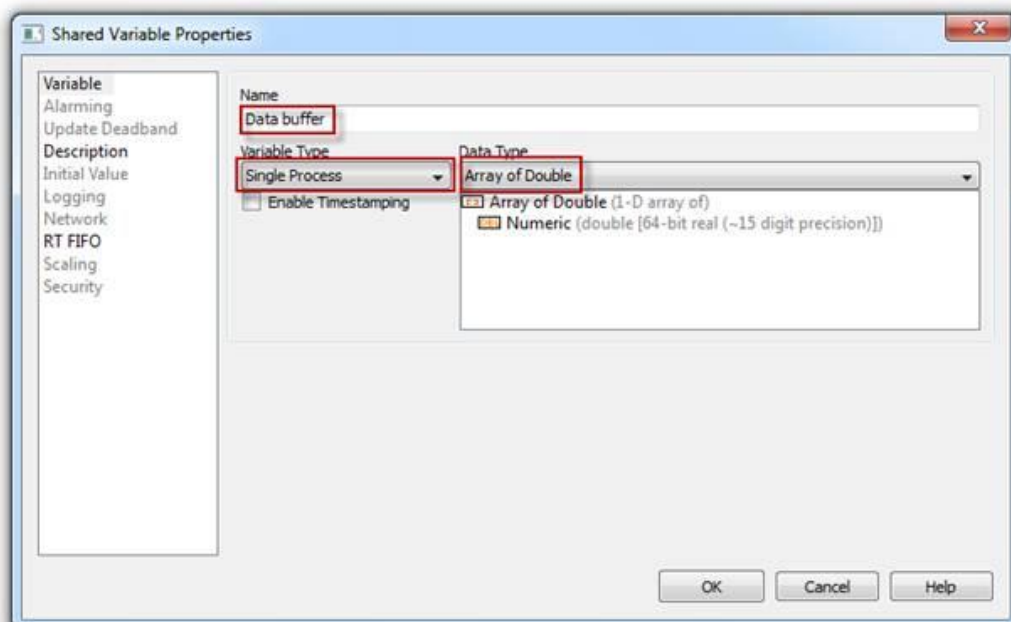 Shared Variable Properties
Variable
Alarming
Update Deadband
Description
Initial Value
Logging
Network
RT FIFO
Scaling
Security
Name
Data buffer
Variable Type
Single Process
Enable Timestamping
Data Type
Array of Double
Array of Double (1-D array of)
Numeric (double [64-bit real (~15 digit precision)])
OK
Cancel
Help